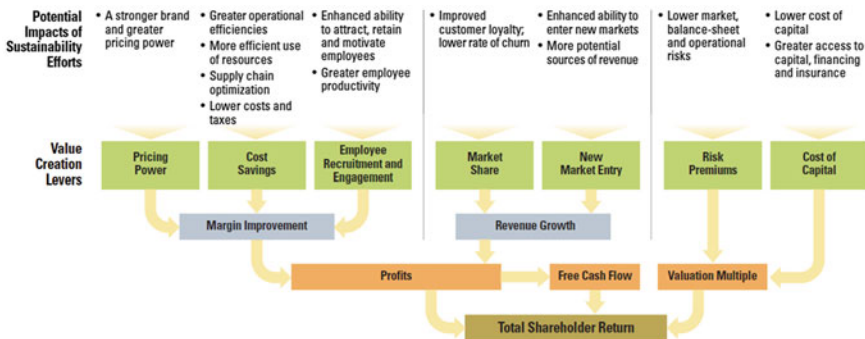 Potential
Impacts of
Sustainability
Efforts
• A stronger brand
and greater
pricing power
• Greater operational
efficiencies
• More efficient use
of resources
• Supply chain
optimization
• Lower costs and
taxes
• Enhanced ability
to attract, retain
and motivate
employees
• Greater employee
productivity
• Improved
customer loyalty;
lower rate of churn
• Enhanced ability to
enter new markets
• More potential
sources of revenue
• Lower market,
balance-sheet
and operational
risks
• Lower cost of
capital
• Greater access to
capital, financing
and insurance
Value
Creation
Levers
Pricing
Power
Cost
Savings
Employee
Recruitment and
Engagement
Market
Share
New
Market Entry
Risk
Premiums
Cost of
Capital
Margin Improvement
Revenue Growth
Profits
Free Cash Flow
Valuation Multiple
Total Shareholder Return